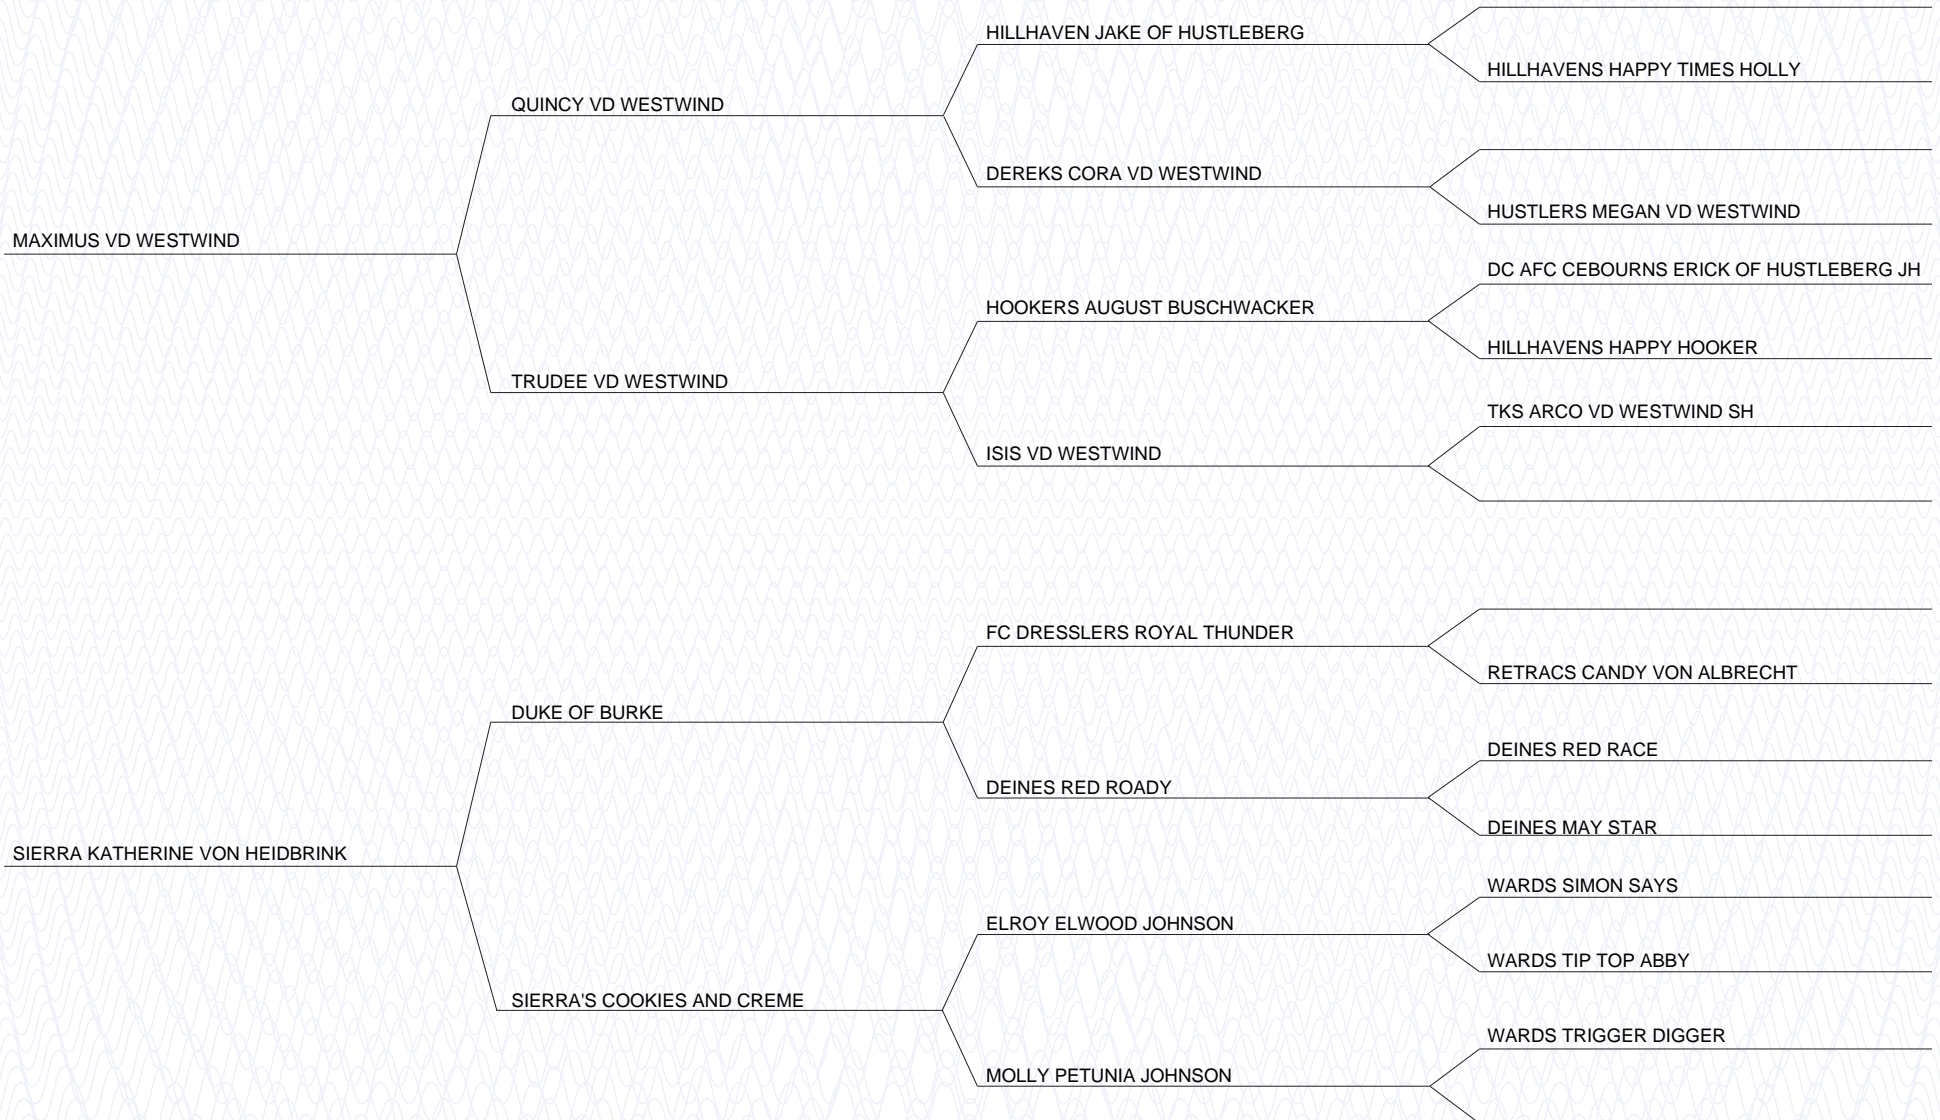 HILLHAVEN JAKE OF HUSTLEBERG
HILLHAVENS HAPPY TIMES HOLLY
QUINCY VD WESTWIND
DEREKS CORA VD WESTWIND
HUSTLERS MEGAN VD WESTWIND
MAXIMUS VD WESTWIND
DC AFC CEBOURNS ERICK OF HUSTLEBERG JH
HOOKERS AUGUST BUSCHWACKER
HILLHAVENS HAPPY HOOKER
TRUDEE VD WESTWIND
TKS ARCO VD WESTWIND SH
ISIS VD WESTWIND
FC DRESSLERS ROYAL THUNDER
RETRACS CANDY VON ALBRECHT
DUKE OF BURKE
DEINES RED RACE
DEINES RED ROADY
DEINES MAY STAR
SIERRA KATHERINE VON HEIDBRINK
WARDS SIMON SAYS
ELROY ELWOOD JOHNSON
WARDS TIP TOP ABBY
SIERRA'S COOKIES AND CREME
WARDS TRIGGER DIGGER
MOLLY PETUNIA JOHNSON